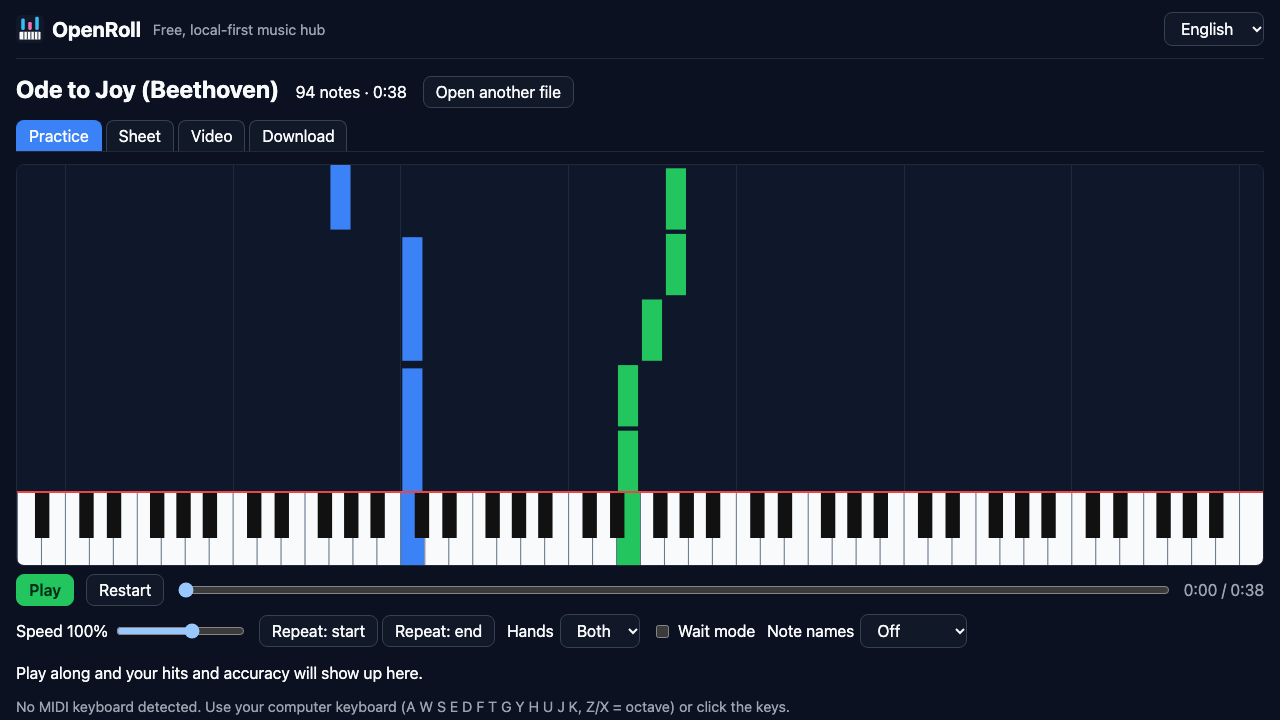 OpenRoll Free, local-first music hub English
Ode to Joy (Beethoven) 94 notes · 0:38 Open another file
Practice Sheet Video Download
Play Restart 0:00 / 0:38
Speed 100% Repeat: start Repeat: end Hands Both Wait mode Note names Off
Play along and your hits and accuracy will show up here.
No MIDI keyboard detected. Use your computer keyboard (A W S E D F T G Y H U J K, Z/X = octave) or click the keys.